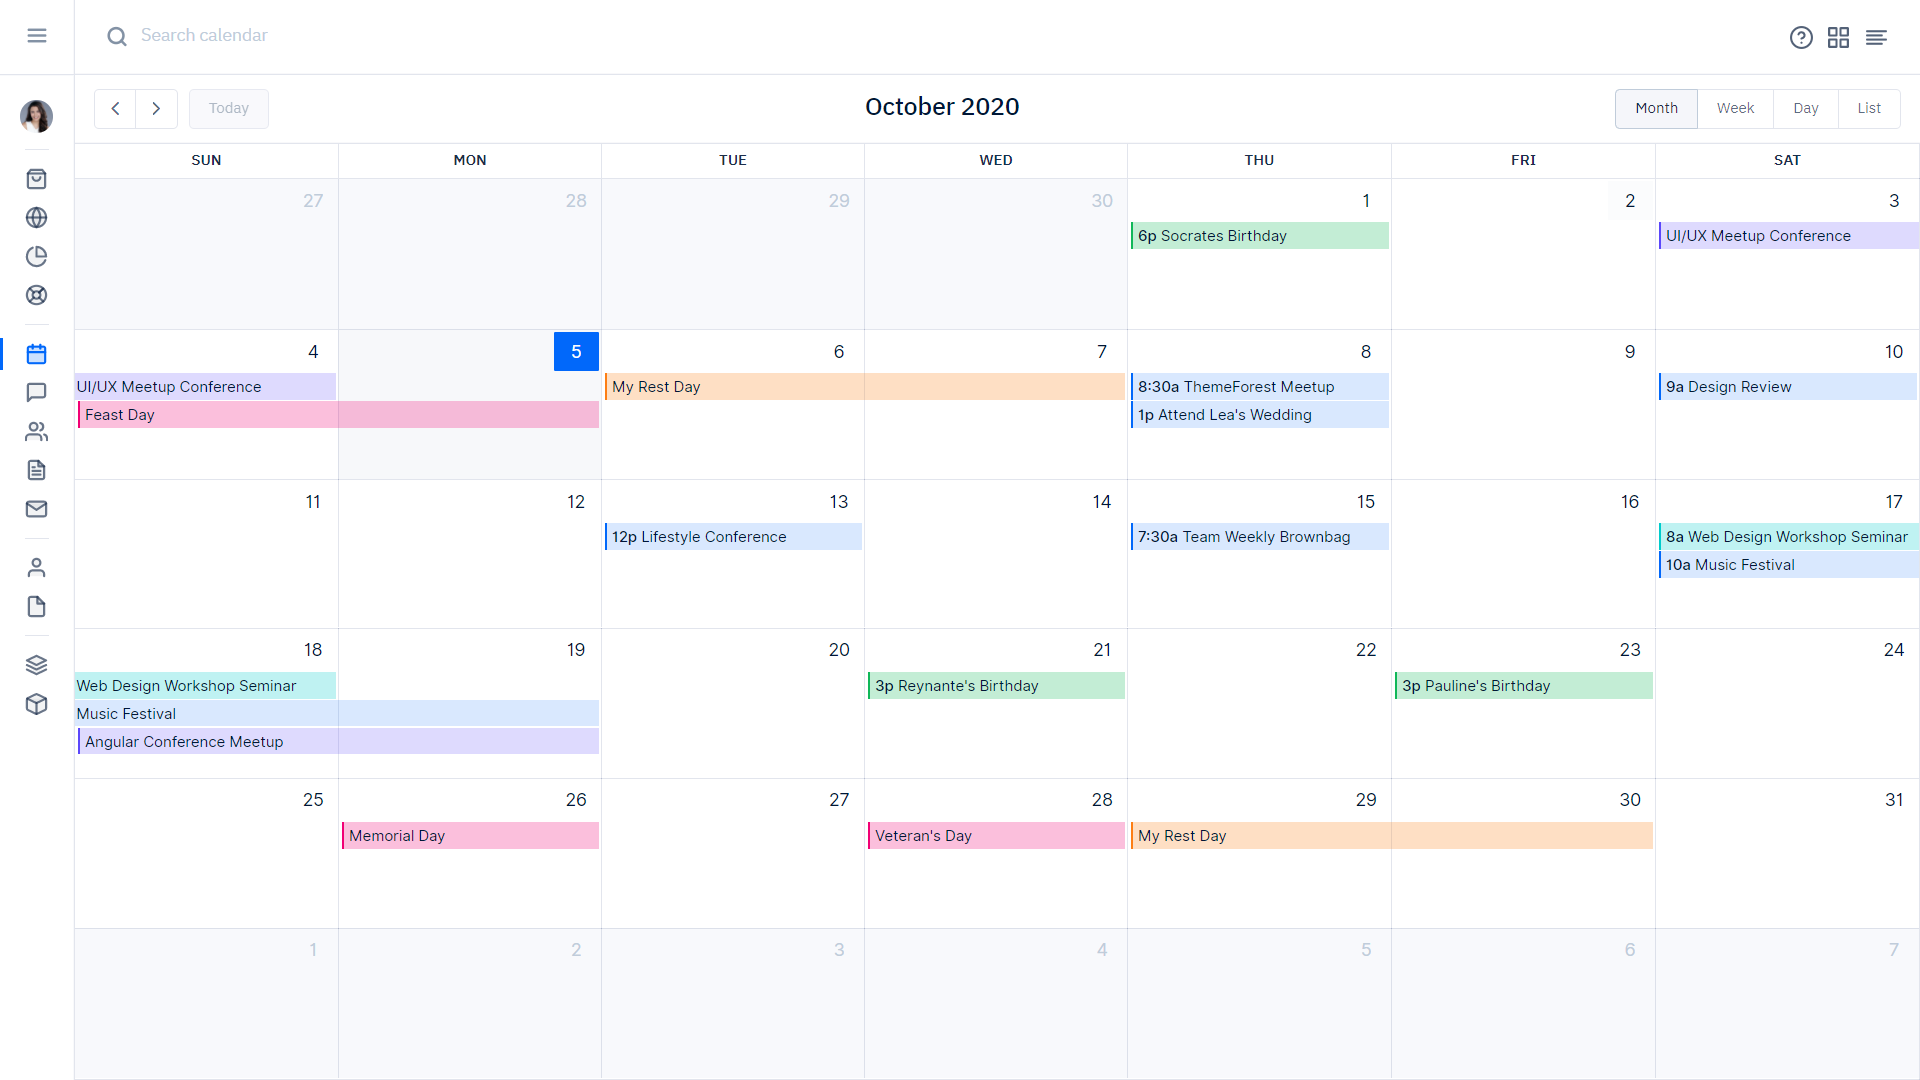 Search calendar
Today
October 2020
Month Week Day List
SUN MON TUE WED THU FRI SAT
27 28 29 30 1 2 3
6p Socrates Birthday
UI/UX Meetup Conference
4 5 6 7 8 9 10
UI/UX Meetup Conference
My Rest Day
8:30a ThemeForest Meetup
9a Design Review
Feast Day
1p Attend Lea's Wedding
11 12 13 14 15 16 17
12p Lifestyle Conference
7:30a Team Weekly Brownbag
8a Web Design Workshop Seminar
10a Music Festival
18 19 20 21 22 23 24
Web Design Workshop Seminar
3p Reynante's Birthday
3p Pauline's Birthday
Music Festival
Angular Conference Meetup
25 26 27 28 29 30 31
Memorial Day
Veteran's Day
My Rest Day
1 2 3 4 5 6 7